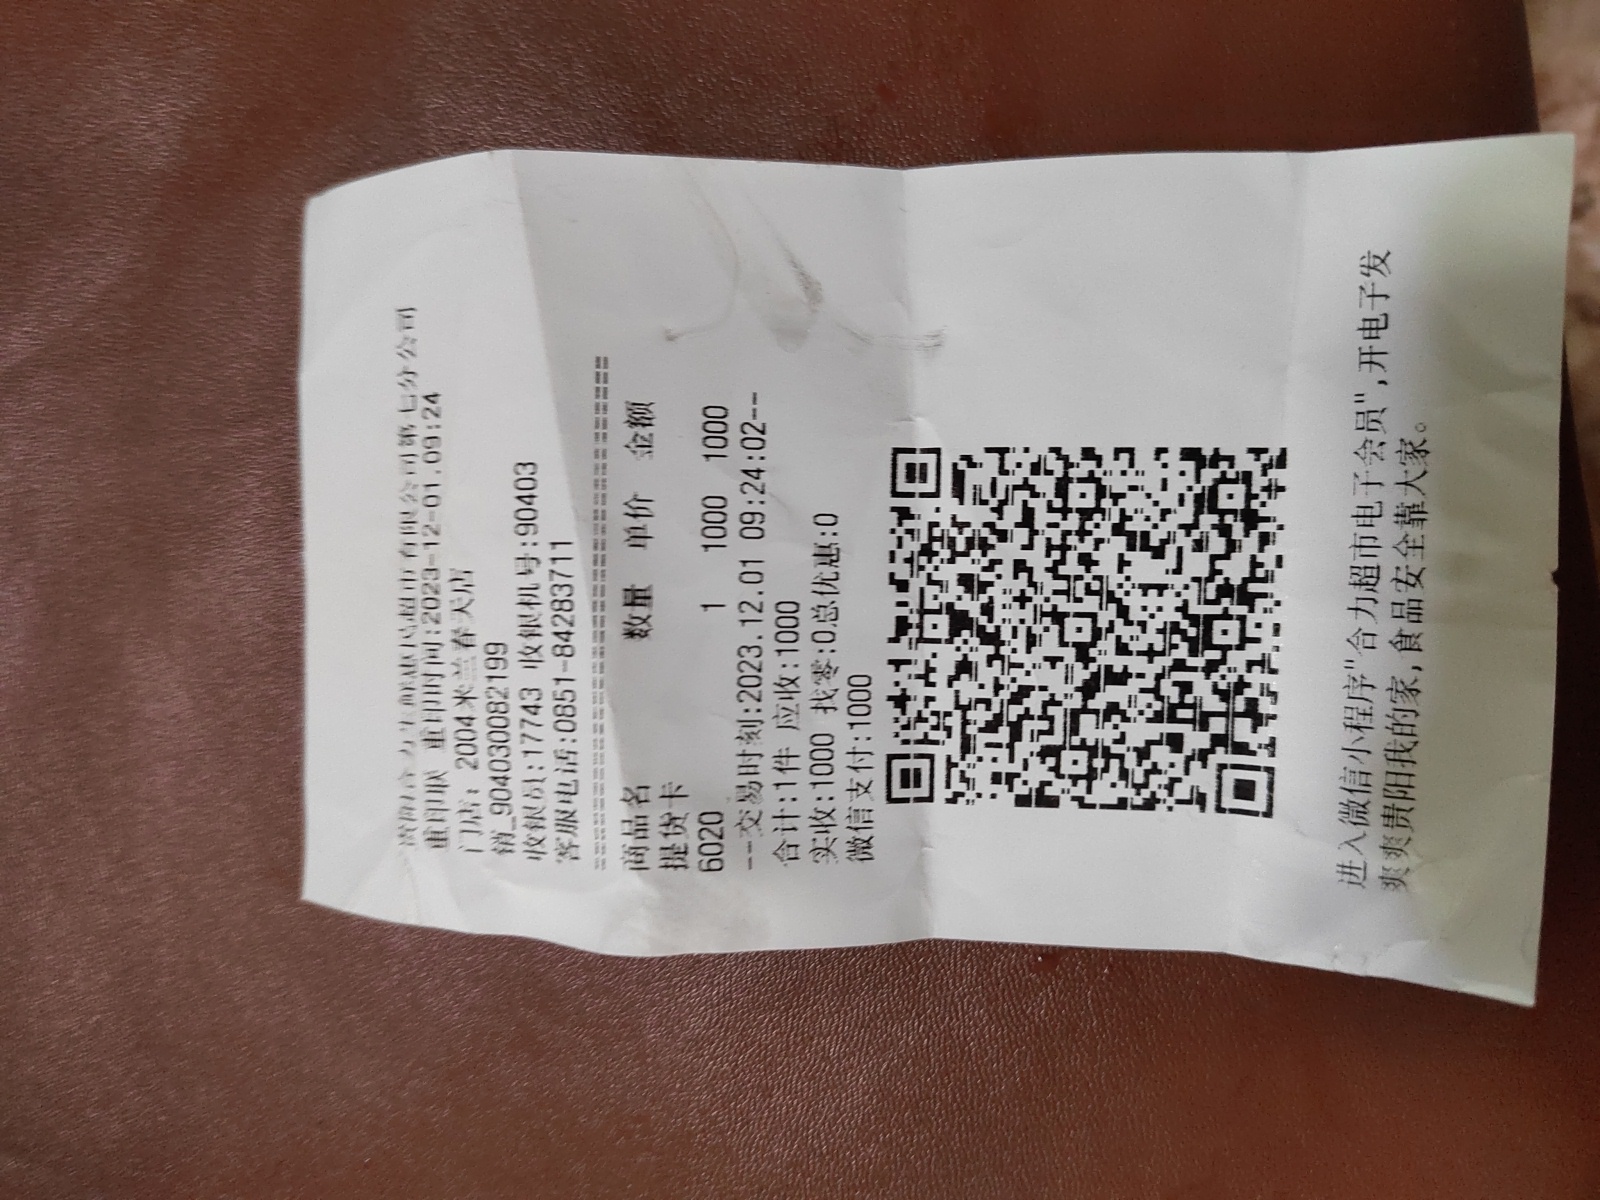 合力生鲜惠民超市有限公司第七分公司
重印联 重印时间:2023-12-01.09:24
门店: 2004米兰春天店
销_904030082199
收银员:17743 收银机号:90403
客服电话:0851-84283711
================================
商品名 数量 单价 金额
提货卡
6020 1 1000 1000
--交易时刻:2023.12.01 09:24:02--
合计:1件 应收:1000
实收:1000 找零:0总优惠:0
微信支付:1000
进入微信小程序"合力超市电子会员",开电子发
爽爽贵阳我的家,食品安全靠大家。